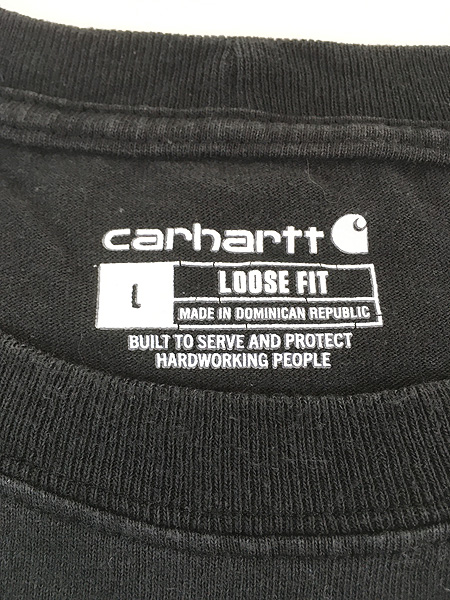 carhartt
L
LOOSE FIT
MADE IN DOMINICAN REPUBLIC
BUILT TO SERVE AND PROTECT
HARDWORKING PEOPLE